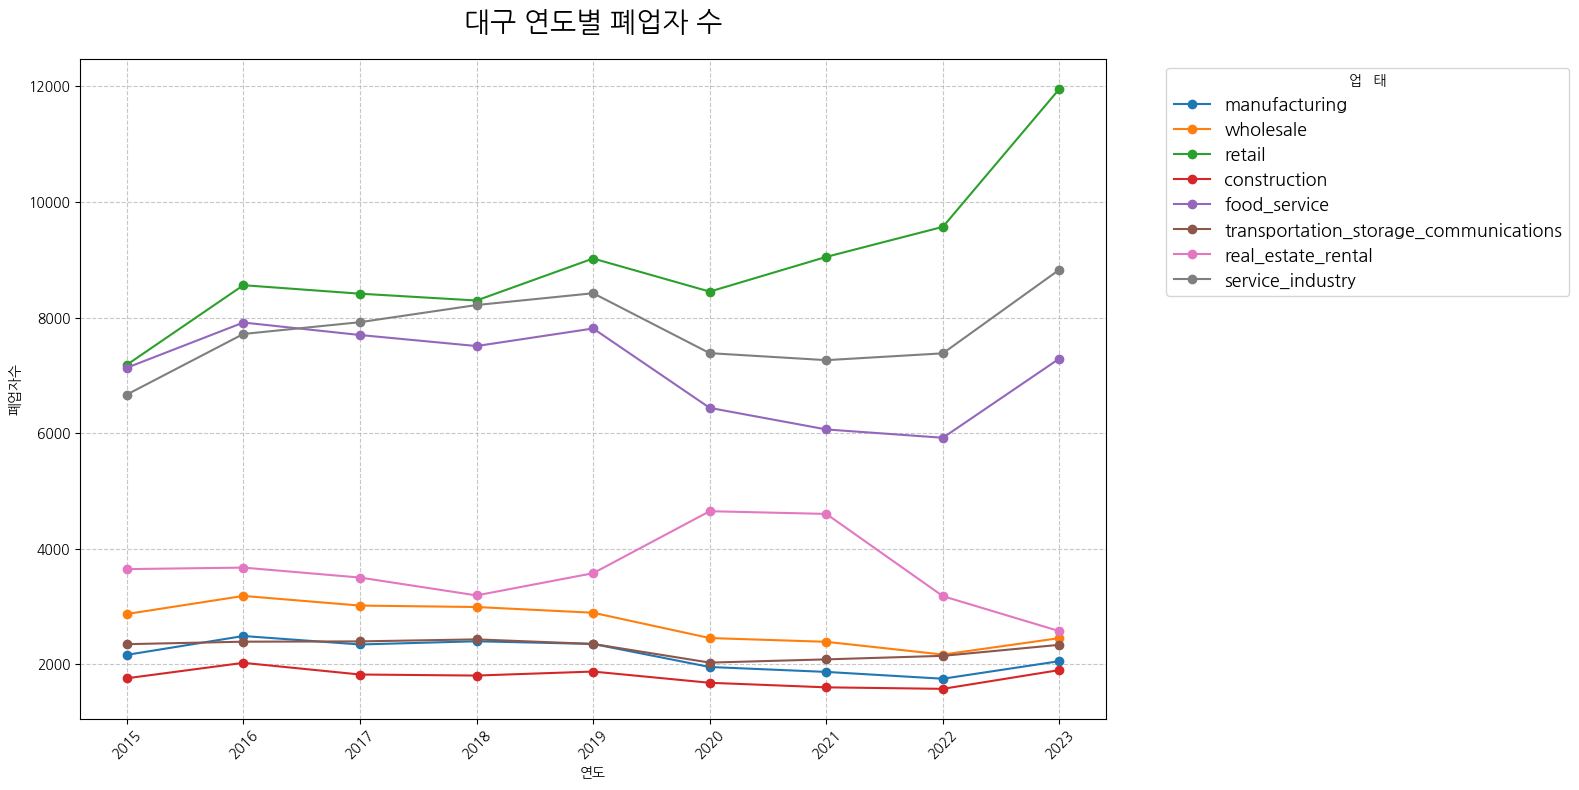 대구 연도별 폐업자 수
12000
10000
8000
6000
4000
2000
폐업자수
2015
2016
2017
2018
2019
2020
2021
2022
2023
연도
업 태
manufacturing
wholesale
retail
construction
food_service
transportation_storage_communications
real_estate_rental
service_industry